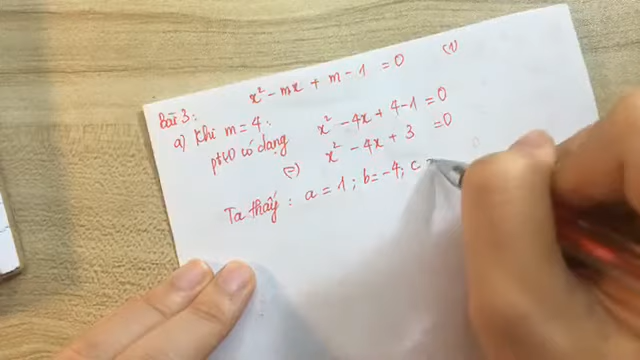 x² - mx + m - 1 = 0 (1)
Bài 3:
a) Khi m = 4:
pt(1) có dạng x² - 4x + 4 - 1 = 0
(=) x² - 4x + 3 = 0
Ta thấy: a = 1; b = -4; c =